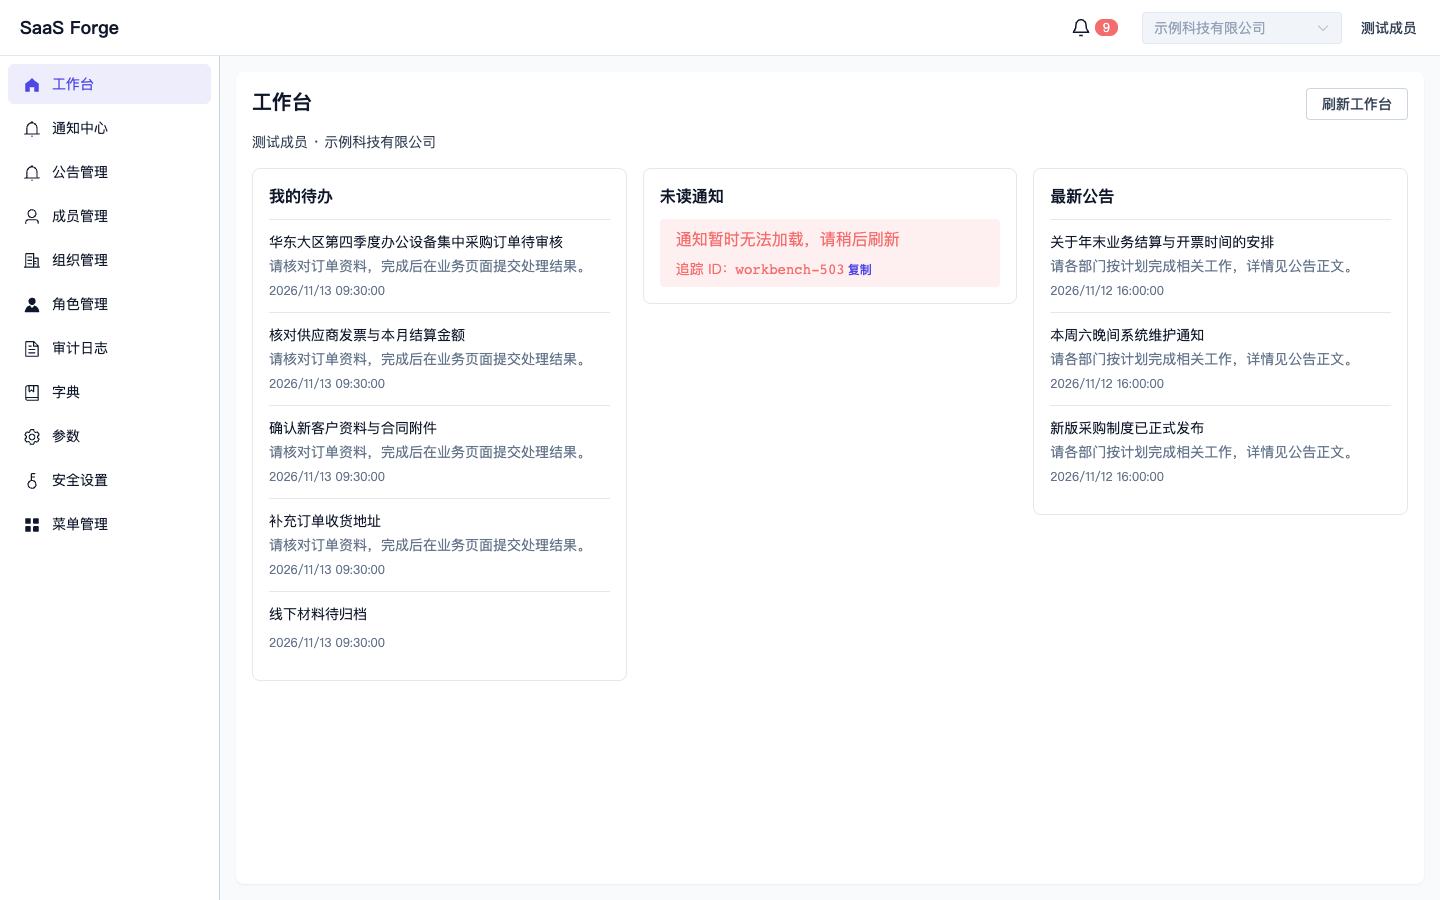 SaaS Forge
9
示例科技有限公司
测试成员
工作台
通知中心
公告管理
成员管理
组织管理
角色管理
审计日志
字典
参数
安全设置
菜单管理
工作台
刷新工作台
测试成员 · 示例科技有限公司
我的待办
华东大区第四季度办公设备集中采购订单待审核
请核对订单资料，完成后在业务页面提交处理结果。
2026/11/13 09:30:00
核对供应商发票与本月结算金额
请核对订单资料，完成后在业务页面提交处理结果。
2026/11/13 09:30:00
确认新客户资料与合同附件
请核对订单资料，完成后在业务页面提交处理结果。
2026/11/13 09:30:00
补充订单收货地址
请核对订单资料，完成后在业务页面提交处理结果。
2026/11/13 09:30:00
线下材料待归档
2026/11/13 09:30:00
未读通知
通知暂时无法加载，请稍后刷新
追踪 ID：workbench-503 复制
最新公告
关于年末业务结算与开票时间的安排
请各部门按计划完成相关工作，详情见公告正文。
2026/11/12 16:00:00
本周六晚间系统维护通知
请各部门按计划完成相关工作，详情见公告正文。
2026/11/12 16:00:00
新版采购制度已正式发布
请各部门按计划完成相关工作，详情见公告正文。
2026/11/12 16:00:00